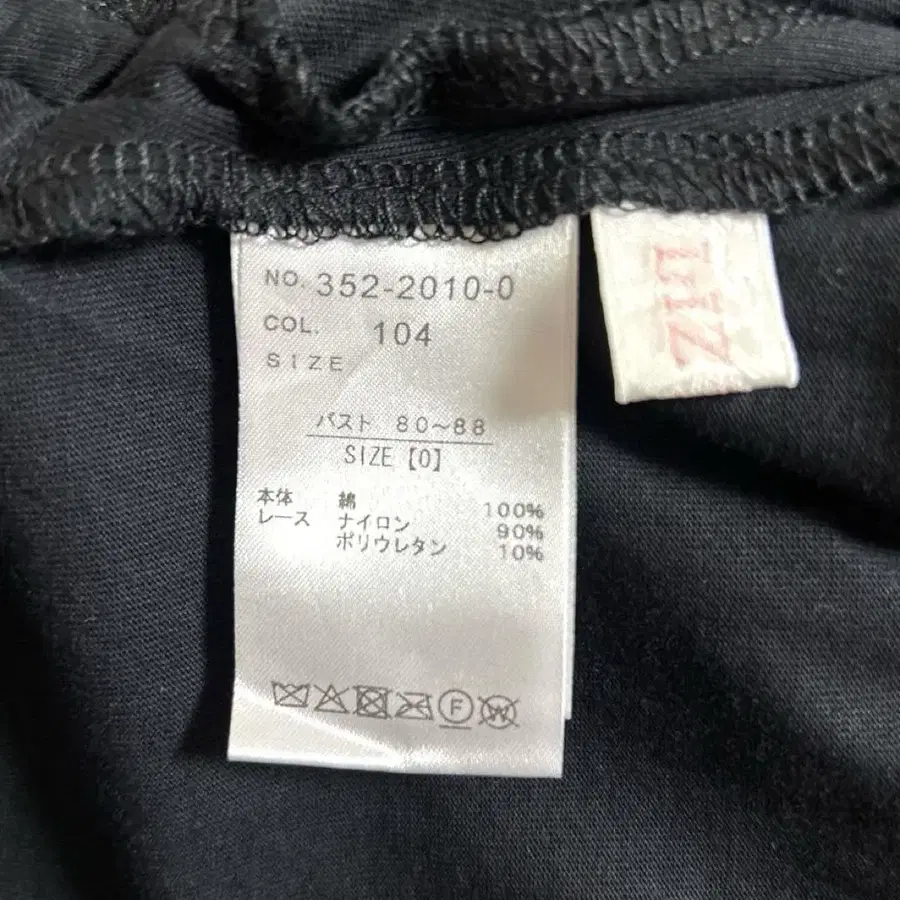 NO. 352-2010-0
COL. 104
SIZE
バスト 80～88
SIZE【0】
本体 綿 100%
レース ナイロン 90%
ポリウレタン 10%
F
W
LIZ